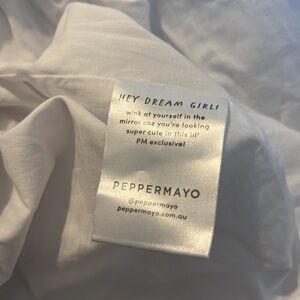 HEY DREAM GIRL!
wink at yourself in the
mirror coz you're looking
super cute in this lil'
PM exclusive!
PEPPERMAYO
@peppermayo
peppermayo.com.au